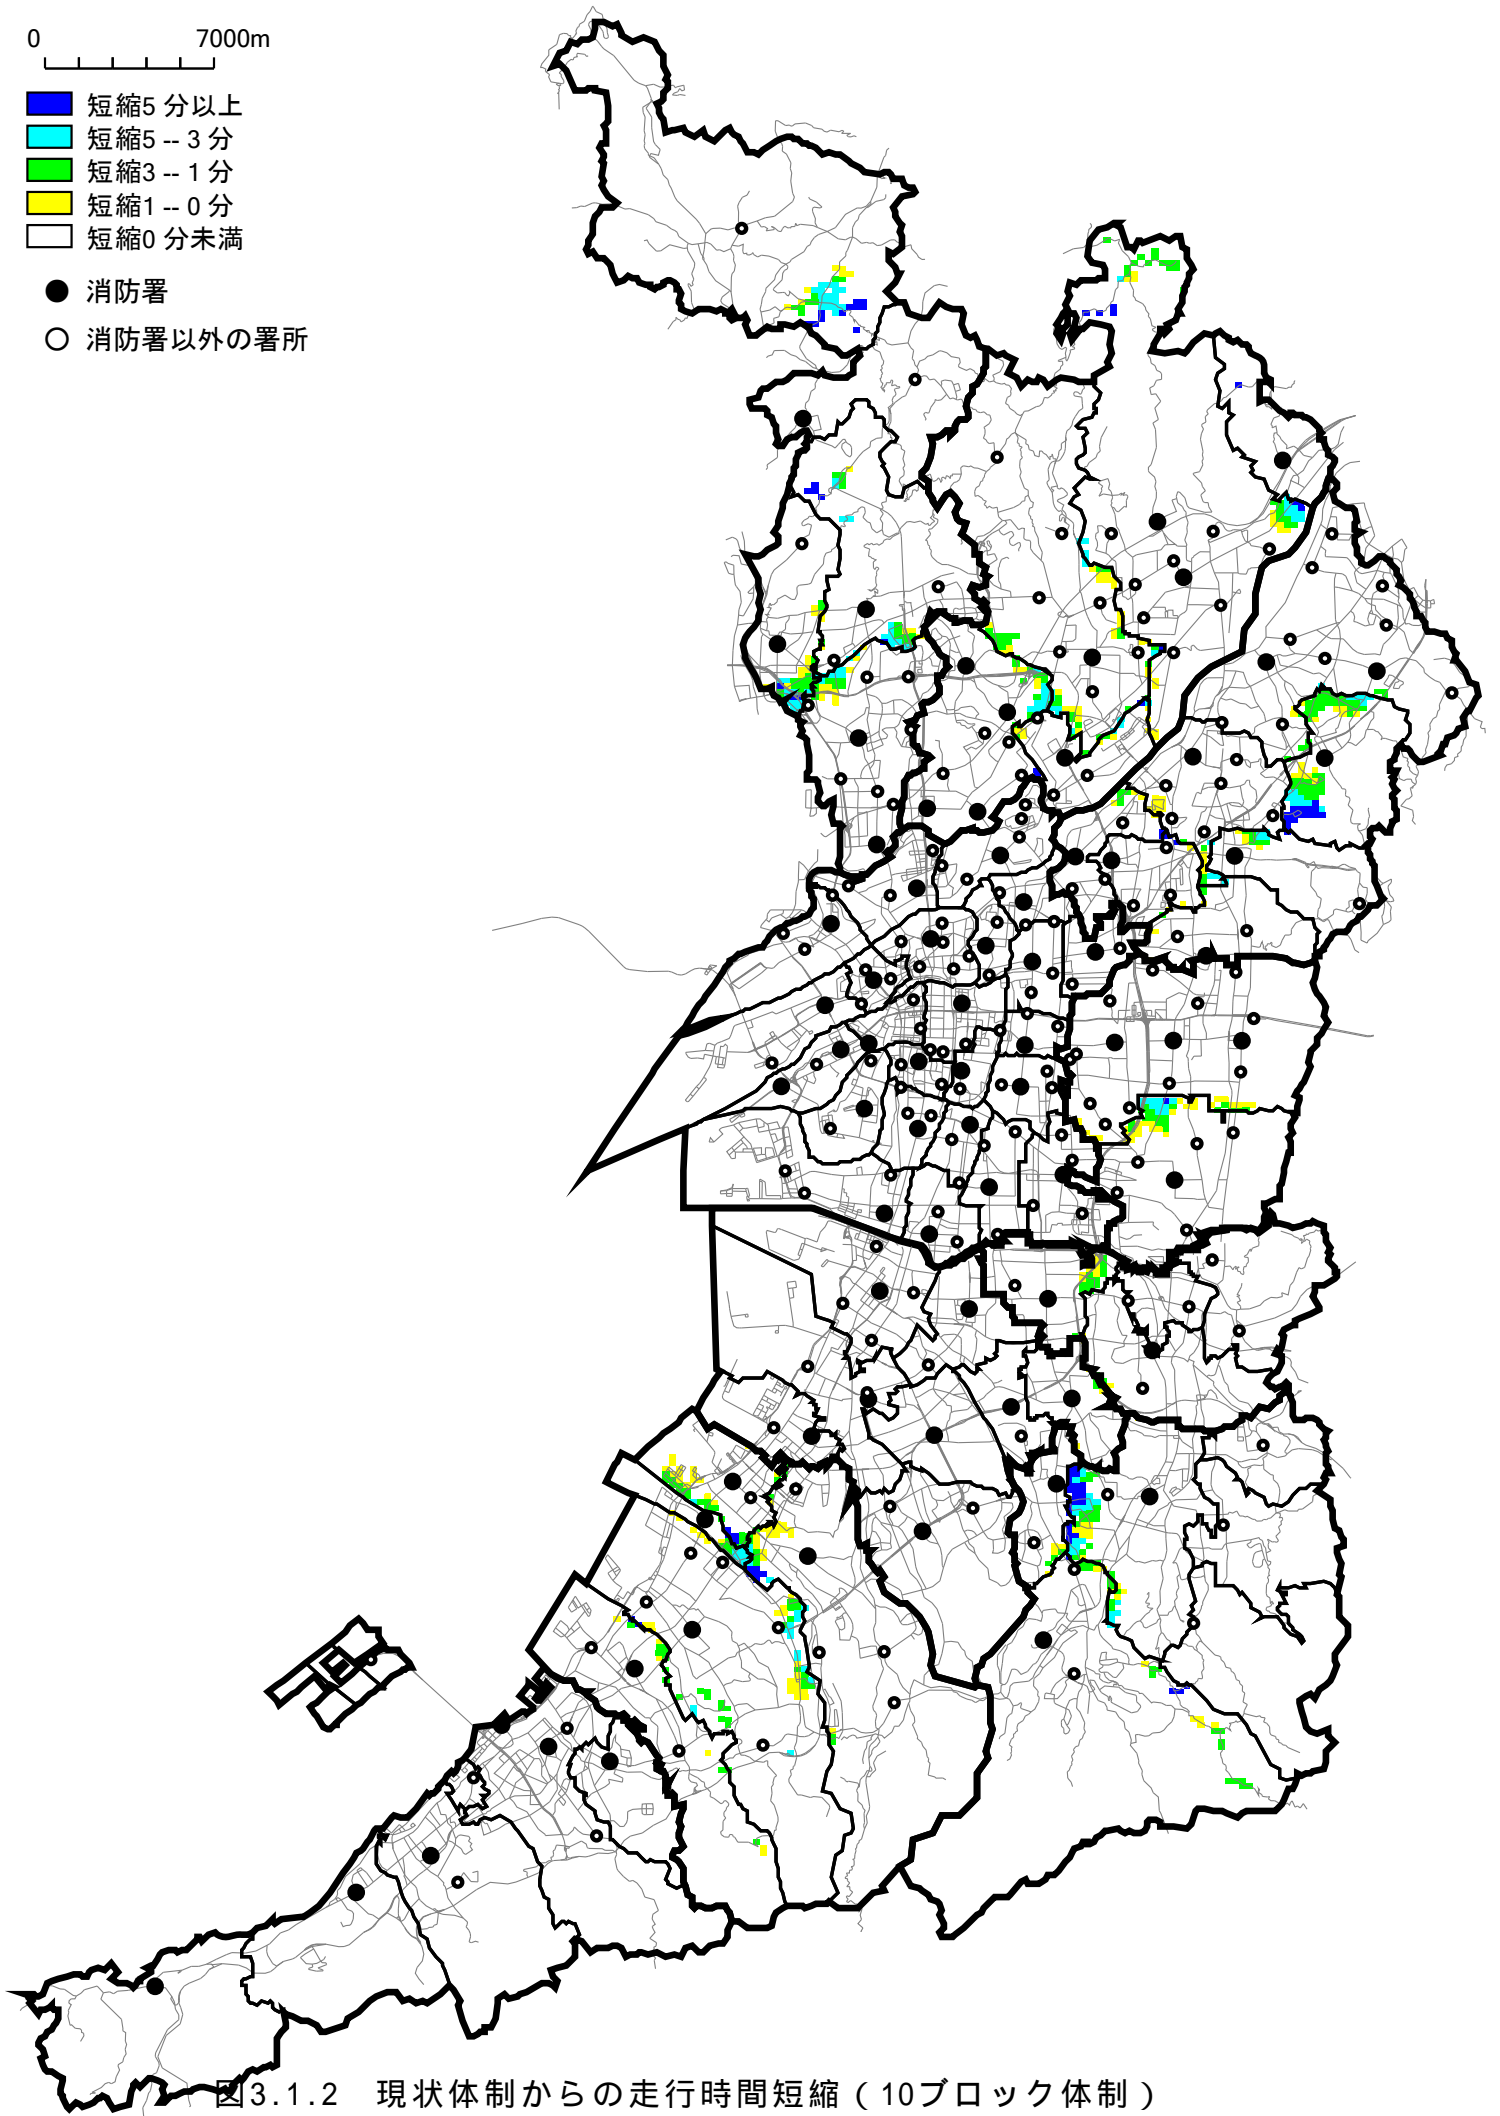 0 7000m
短縮5 分以上
短縮5 -- 3 分
短縮3 -- 1 分
短縮1 -- 0 分
短縮0 分未満
消防署
消防署以外の署所
図3.1.2　現状体制からの走行時間短縮（10ブロック体制）